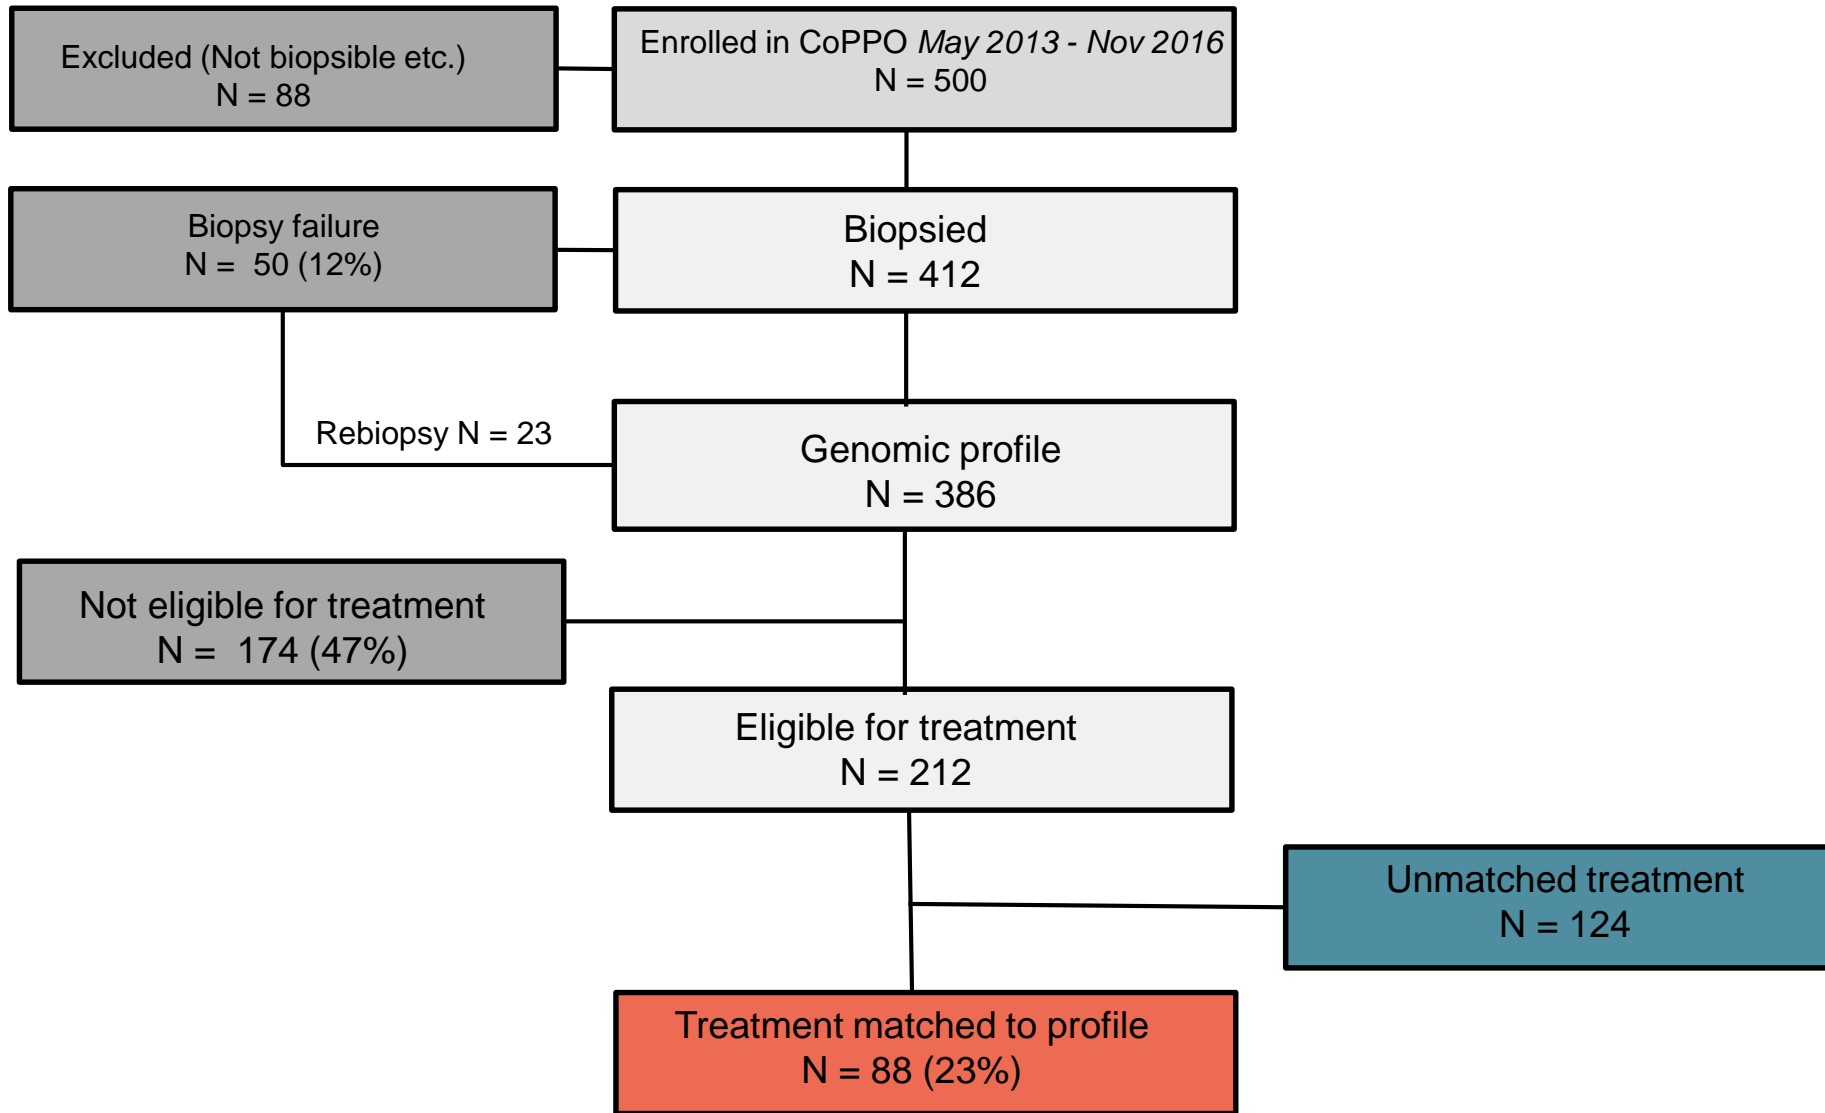 Excluded (Not biopsible etc.)
N = 88
Enrolled in CoPPO May 2013 - Nov 2016
N = 500
Biopsy failure
N =  50 (12%)
Biopsied
N = 412
Rebiopsy N = 23
Genomic profile
N = 386
Not eligible for treatment
N =  174 (47%)
Eligible for treatment
N = 212
Unmatched treatment
N = 124
Treatment matched to profile
N = 88 (23%)